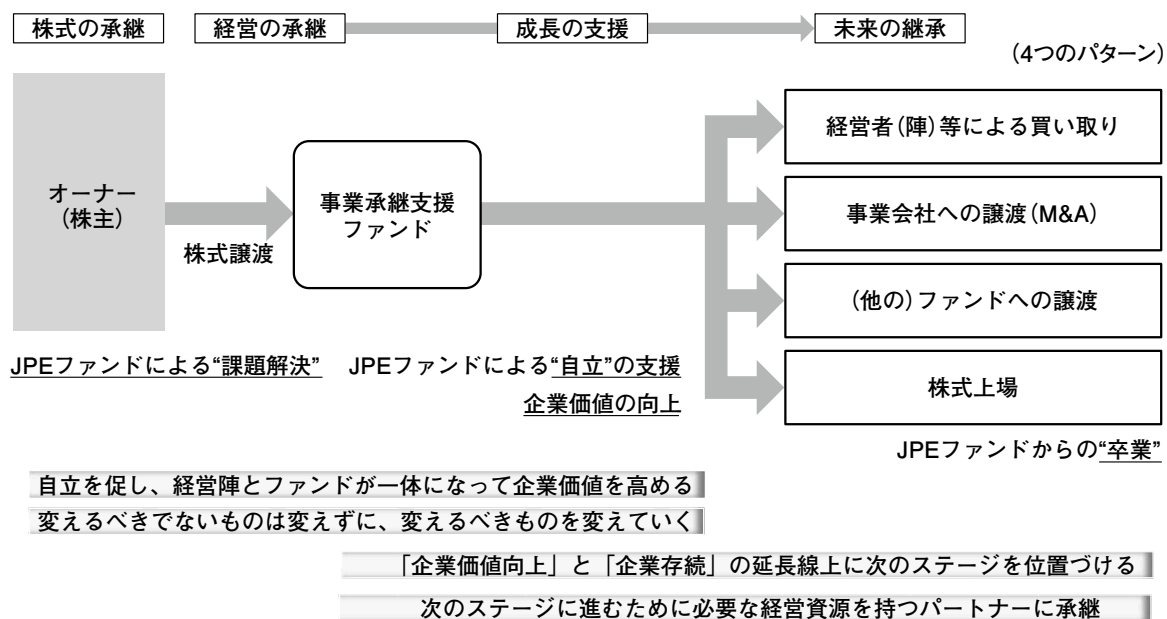 株式の承継
経営の承継
成長の支援
未来の継承
(4つのパターン)
オーナー
(株主)
株式譲渡
事業承継支援
ファンド
経営者(陣)等による買い取り
事業会社への譲渡(M&A)
(他の)ファンドへの譲渡
株式上場
JPEファンドによる“課題解決”
JPEファンドによる“自立”の支援
企業価値の向上
JPEファンドからの“卒業”
自立を促し、経営陣とファンドが一体になって企業価値を高める
変えるべきでないものは変えずに、変えるべきものを変えていく
「企業価値向上」と「企業存続」の延長線上に次のステージを位置づける
次のステージに進むために必要な経営資源を持つパートナーに承継